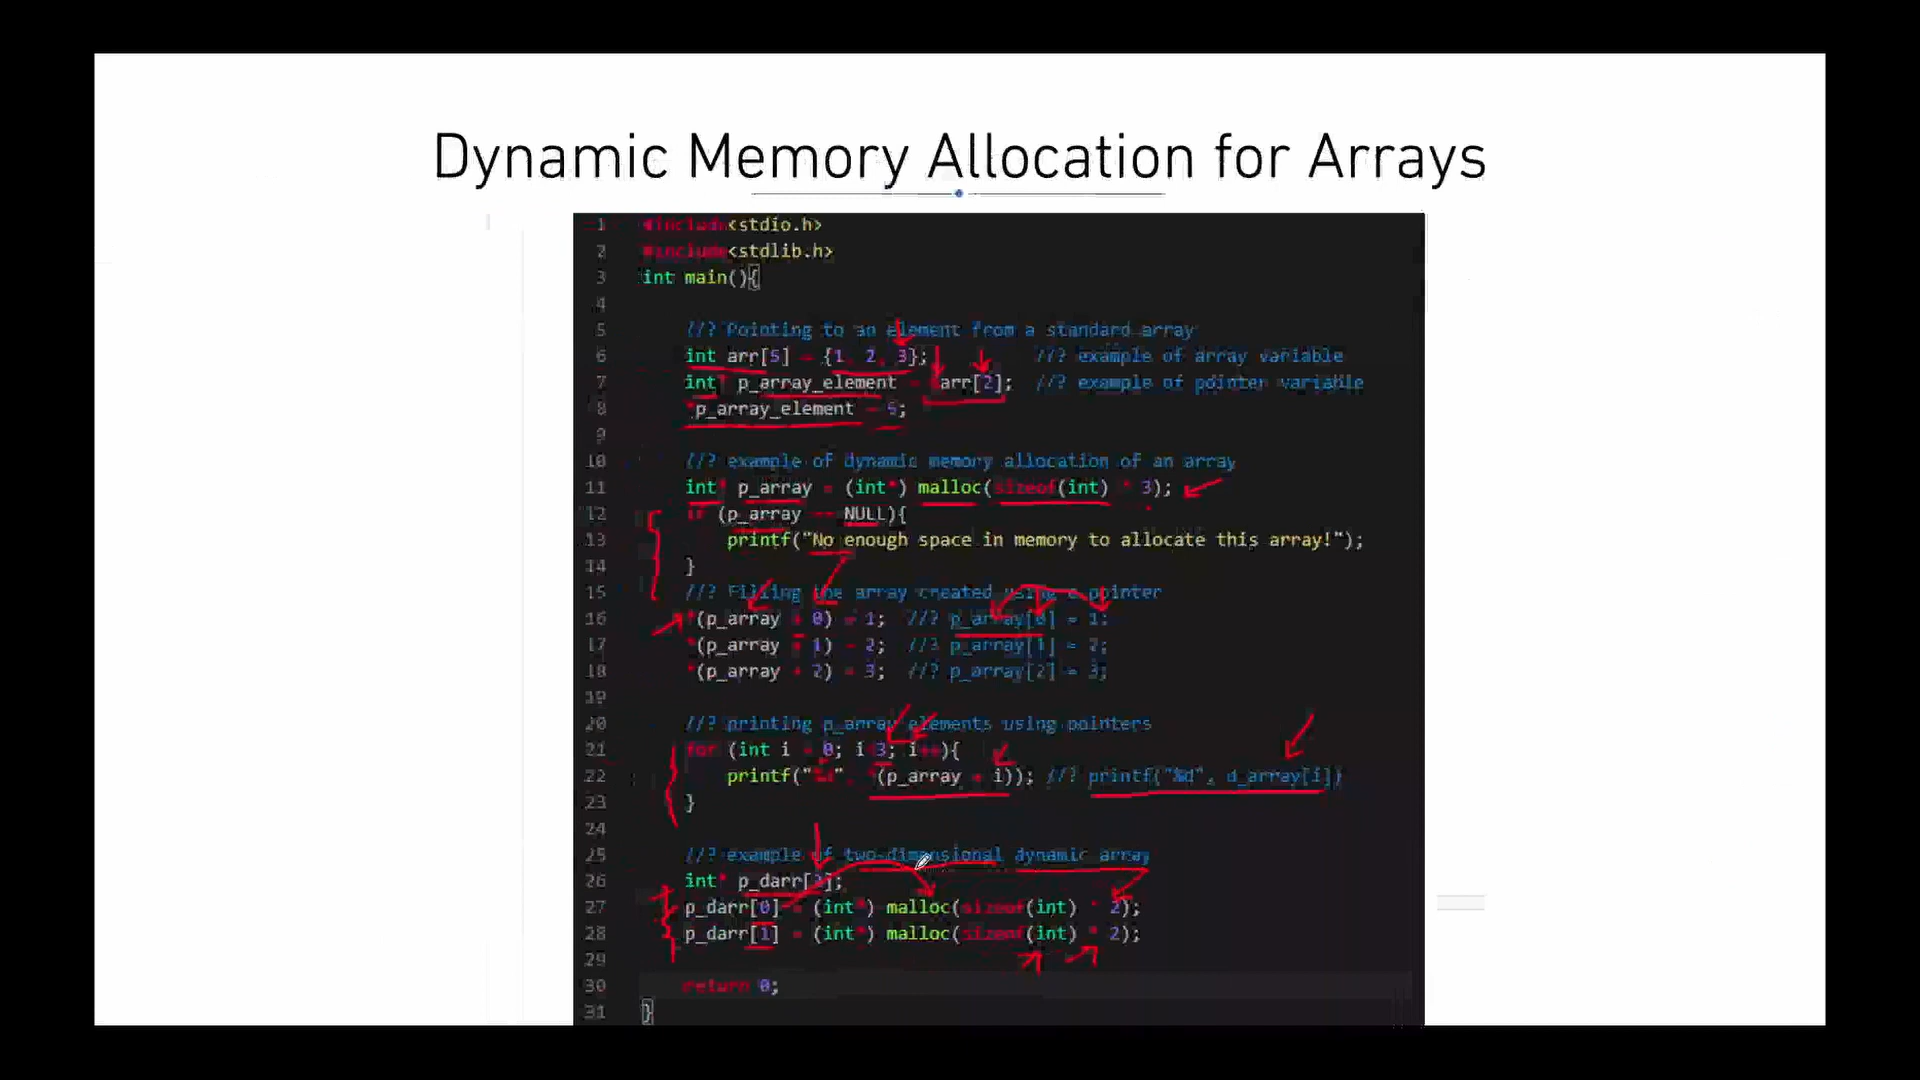 Dynamic Memory Allocation for Arrays
1 #include<stdio.h>
2 #include<stdlib.h>
3 int main(){
4
5 //? Pointing to an element from a standard array
6 int arr[5] = {1, 2, 3}; //? example of array variable
7 int* p_array_element = arr[2]; //? example of pointer variable
8 *p_array_element = 5;
9
10 //? example of dynamic memory allocation of an array
11 int* p_array = (int*) malloc(sizeof(int) * 3);
12 if (p_array == NULL){
13 printf("No enough space in memory to allocate this array!");
14 }
15 //? Filling the array created using a pointer
16 *(p_array + 0) = 1; //? p_array[0] = 1;
17 *(p_array + 1) = 2; //? p_array[1] = 2;
18 *(p_array + 2) = 3; //? p_array[2] = 3;
19
20 //? printing p_array elements using pointers
21 for (int i = 0; i 3; i++){
22 printf(" ", *(p_array + i)); //? printf("%d", d_array[i])
23 }
24
25 //? example of two-dimensional dynamic array
26 int* p_darr[2];
27 p_darr[0] = (int*) malloc(sizeof(int) * 2);
28 p_darr[1] = (int*) malloc(sizeof(int) * 2);
29
30 return 0;
31 }